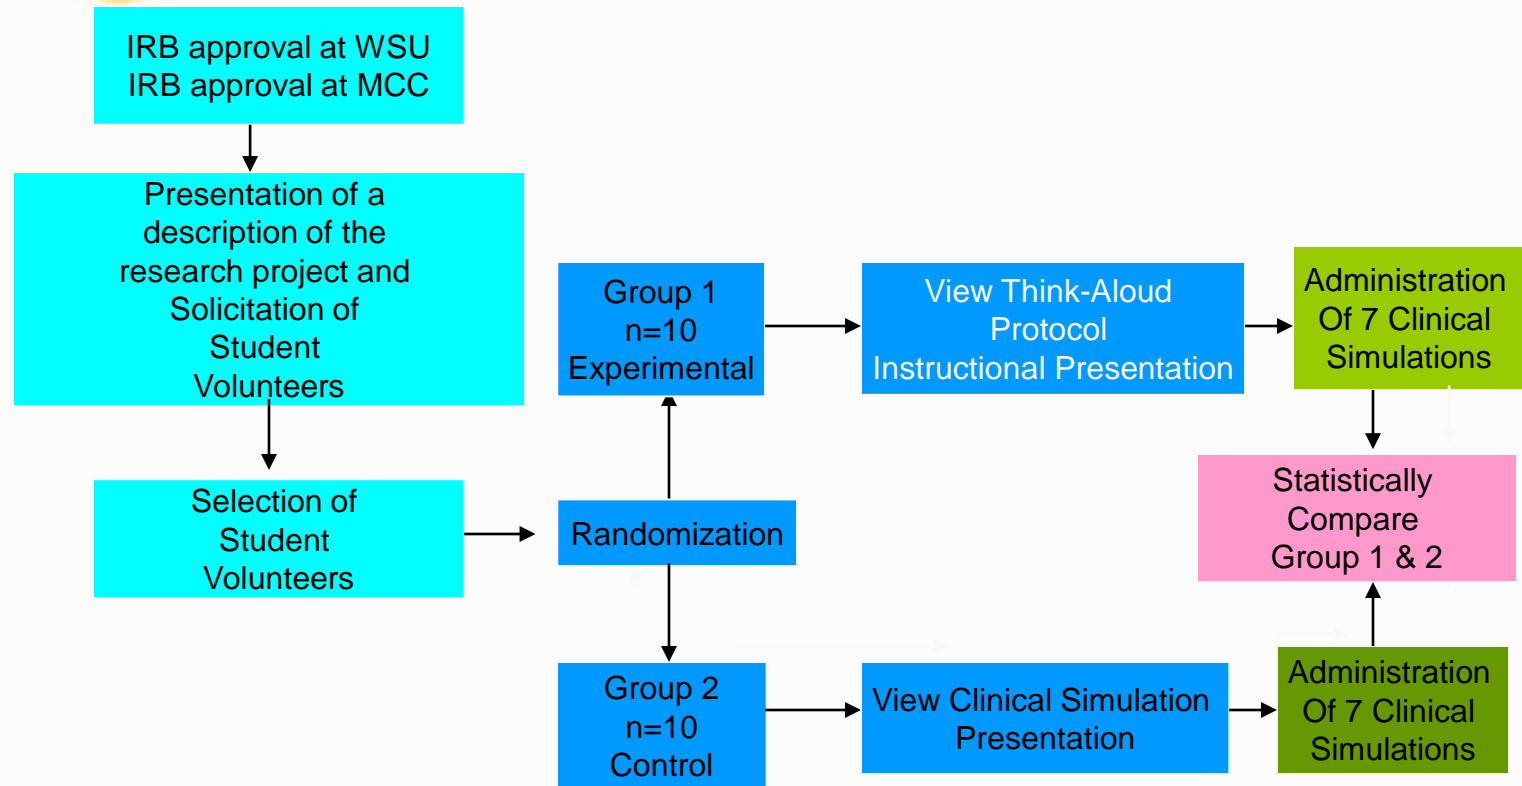 IRB approval at WSU
IRB approval at MCC
Presentation of a
description of the
research project and
Solicitation of
Student
Volunteers
Selection of
Student
Volunteers
Randomization
Group 1
n=10
Experimental
View Think-Aloud
Protocol
Instructional Presentation
Administration
Of 7 Clinical
Simulations
Group 2
n=10
Control
View Clinical Simulation
Presentation
Administration
Of 7 Clinical
Simulations
Statistically
Compare
Group 1 & 2